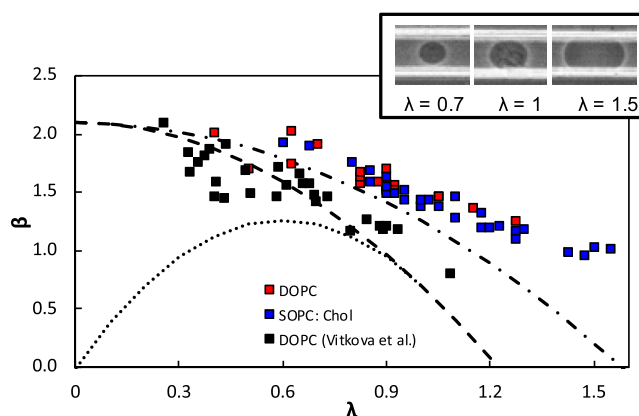 λ = 0.7 λ = 1 λ = 1.5
2.5
2.0
1.5
1.0
0.5
0.0
β
DOPC
SOPC: Chol
DOPC (Vitkova et al.)
0 0.3 0.6 0.9 1.2 1.5
λ